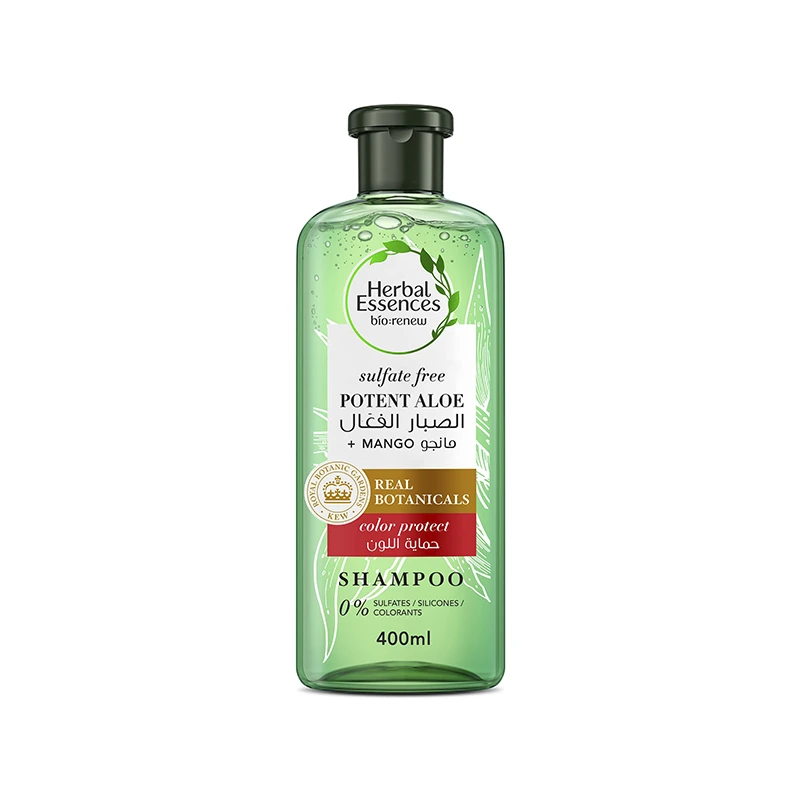 Herbal
Essences
bío:renew
sulfate free
POTENT ALOE
الصبار الفعّال
+ MANGO مانجو
ROYAL BOTANIC GARDENS
KEW
REAL
BOTANICALS
color protect
حماية اللون
SHAMPOO
0% SULFATES / SILICONES /
COLORANTS
400ml